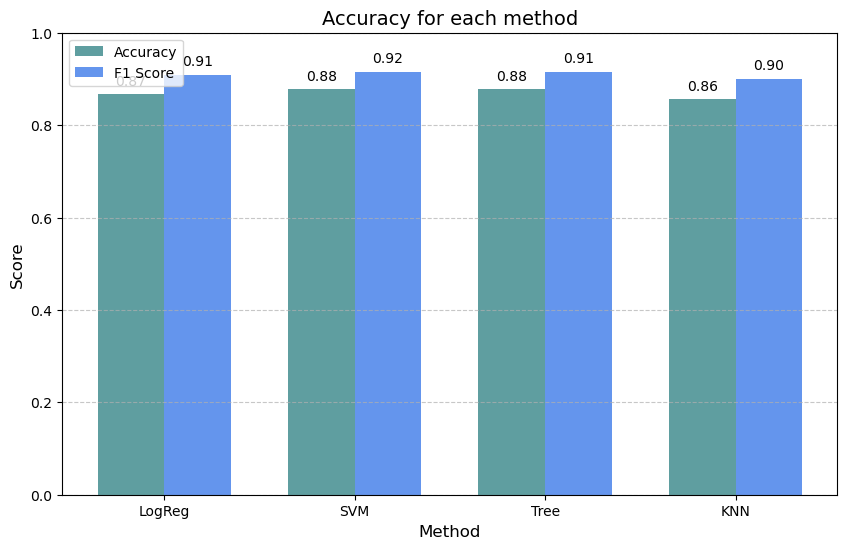 Accuracy for each method
Accuracy
F1 Score
0.87
0.91
0.88
0.92
0.88
0.91
0.86
0.90
1.0
0.8
0.6
0.4
0.2
0.0
Score
LogReg
SVM
Tree
KNN
Method